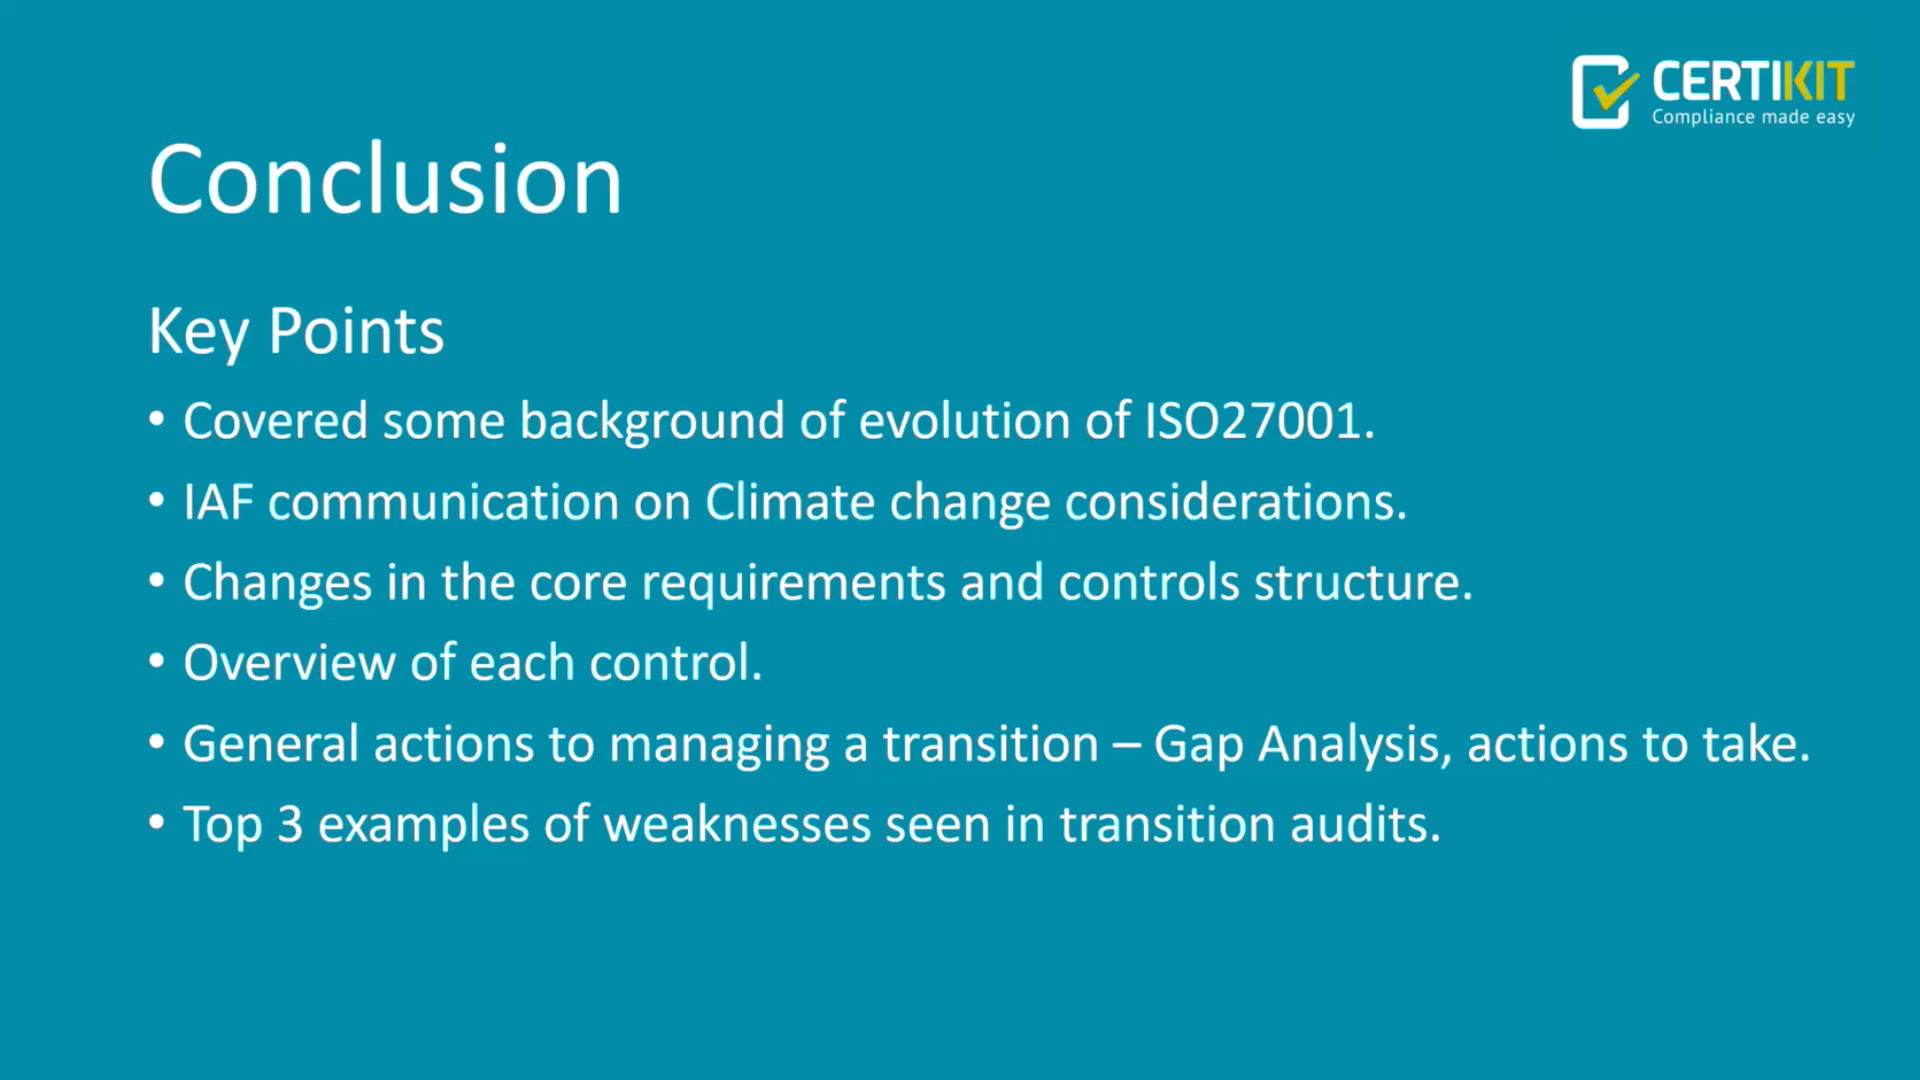 CERTIKIT
Compliance made easy
Conclusion
Key Points
• Covered some background of evolution of ISO27001.
• IAF communication on Climate change considerations.
• Changes in the core requirements and controls structure.
• Overview of each control.
• General actions to managing a transition – Gap Analysis, actions to take.
• Top 3 examples of weaknesses seen in transition audits.